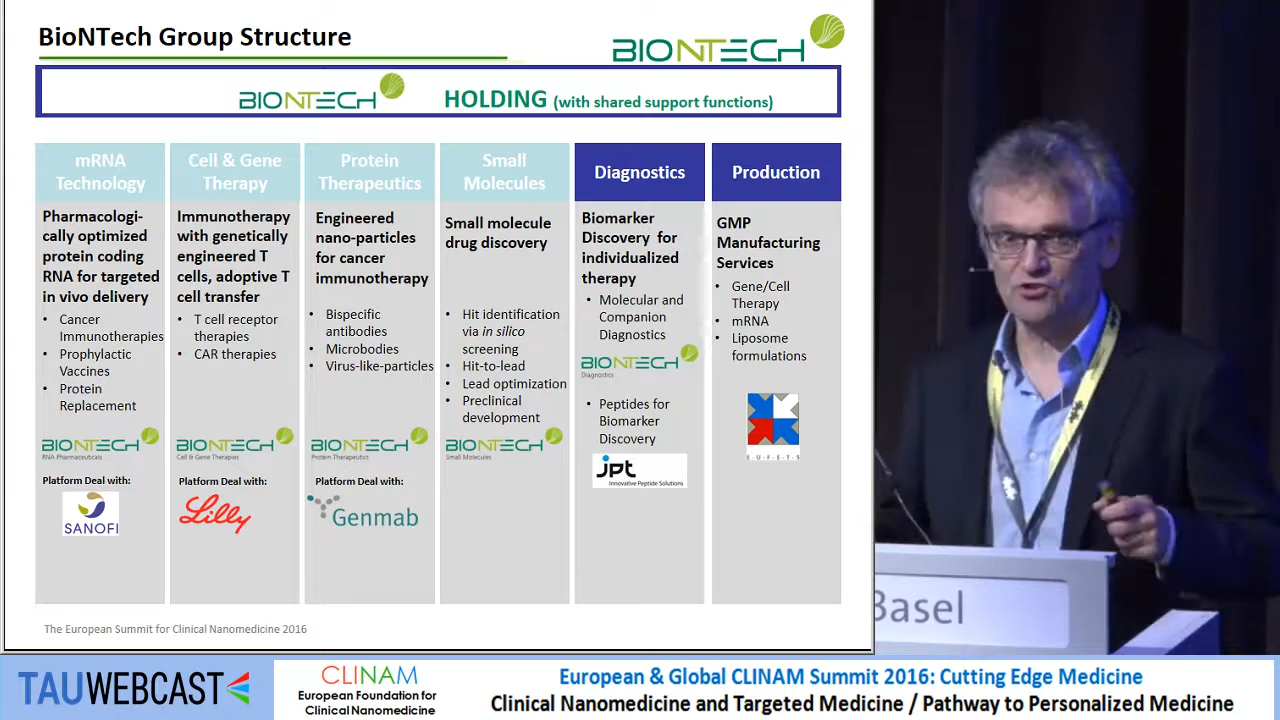 BioNTech Group Structure
BIONTECH
BIONTECH HOLDING (with shared support functions)
mRNA
Technology
Pharmacologi-
cally optimized
protein coding
RNA for targeted
in vivo delivery
• Cancer
Immunotherapies
• Prophylactic
Vaccines
• Protein
Replacement
BIONTECH
RNA Pharmaceuticals
Platform Deal with:
SANOFI
Cell & Gene
Therapy
Immunotherapy
with genetically
engineered T
cells, adoptive T
cell transfer
• T cell receptor
therapies
• CAR therapies
BIONTECH
Cell & Gene Therapies
Platform Deal with:
Lilly
Protein
Therapeutics
Engineered
nano-particles
for cancer
immunotherapy
• Bispecific
antibodies
• Microbodies
• Virus-like-particles
BIONTECH
Protein Therapeutics
Platform Deal with:
Genmab
Small
Molecules
Small molecule
drug discovery
• Hit identification
via in silico
screening
• Hit-to-lead
• Lead optimization
• Preclinical
development
BIONTECH
Small Molecules
Diagnostics
Biomarker
Discovery for
individualized
therapy
• Molecular and
Companion
Diagnostics
BIONTECH
Diagnostics
• Peptides for
Biomarker
Discovery
jpt
Innovative Peptide Solutions
Production
GMP
Manufacturing
Services
• Gene/Cell
Therapy
• mRNA
• Liposome
formulations
E·U·F·E·T·S
The European Summit for Clinical Nanomedicine 2016
Basel
TAUWEBCAST
CLINAM
European Foundation for
Clinical Nanomedicine
European & Global CLINAM Summit 2016: Cutting Edge Medicine
Clinical Nanomedicine and Targeted Medicine / Pathway to Personalized Medicine